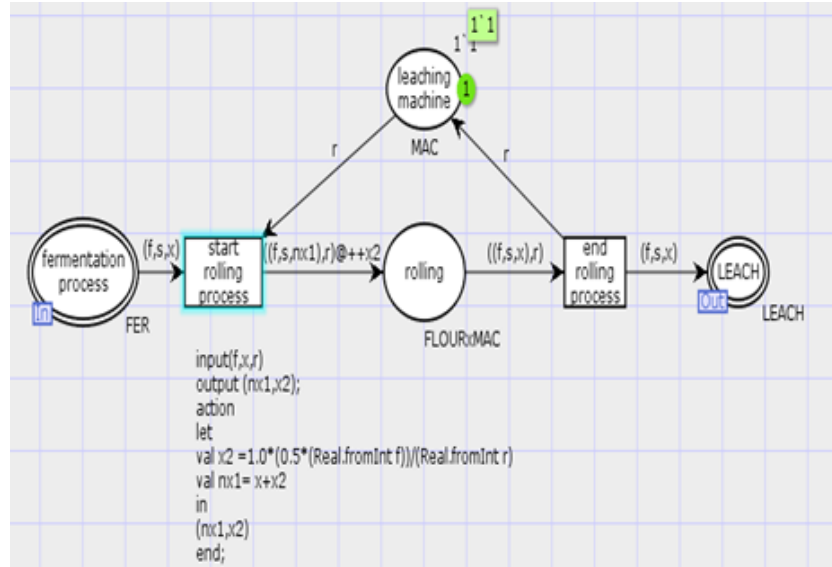 1`1
1`1
leaching
machine
1
MAC
r
r
fermentation
process
In
FER
(f,s,x)
start
rolling
process
((f,s,nx1),r)@++x2
rolling
FLOURxMAC
((f,s,x),r)
end
rolling
process
(f,s,x)
LEACH
Out
LEACH
input(f,x,r)
output (nx1,x2);
action
let
val x2 =1.0*(0.5*(Real.fromInt f))/(Real.fromInt r)
val nx1= x+x2
in
(nx1,x2)
end;